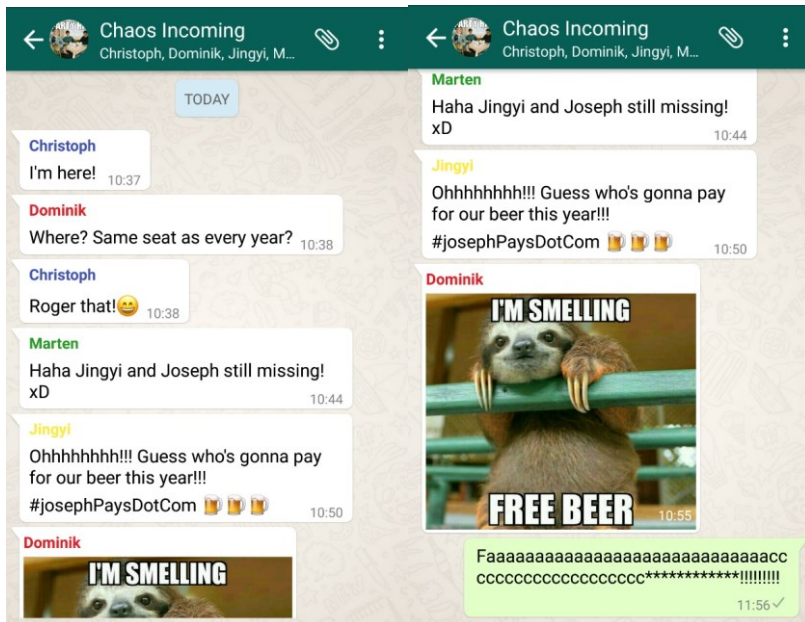 Chaos Incoming
Christoph, Dominik, Jingyi, M...
TODAY
Christoph
I'm here! 10:37
Dominik
Where? Same seat as every year? 10:38
Christoph
Roger that!😄 10:38
Marten
Haha Jingyi and Joseph still missing!
xD 10:44
Jingyi
Ohhhhhhhh!!! Guess who's gonna pay
for our beer this year!!!
#josephPaysDotCom 🍺 🍺 🍺 10:50
Dominik
I'M SMELLING
Chaos Incoming
Christoph, Dominik, Jingyi, M...
Marten
Haha Jingyi and Joseph still missing!
xD 10:44
Jingyi
Ohhhhhhhh!!! Guess who's gonna pay
for our beer this year!!!
#josephPaysDotCom 🍺 🍺 🍺 10:50
Dominik
I'M SMELLING
FREE BEER 10:55
Faaaaaaaaaaaaaaaaaaaaaaaaaaaaaacc
cccccccccccccccccc************!!!!!!!!!
11:56